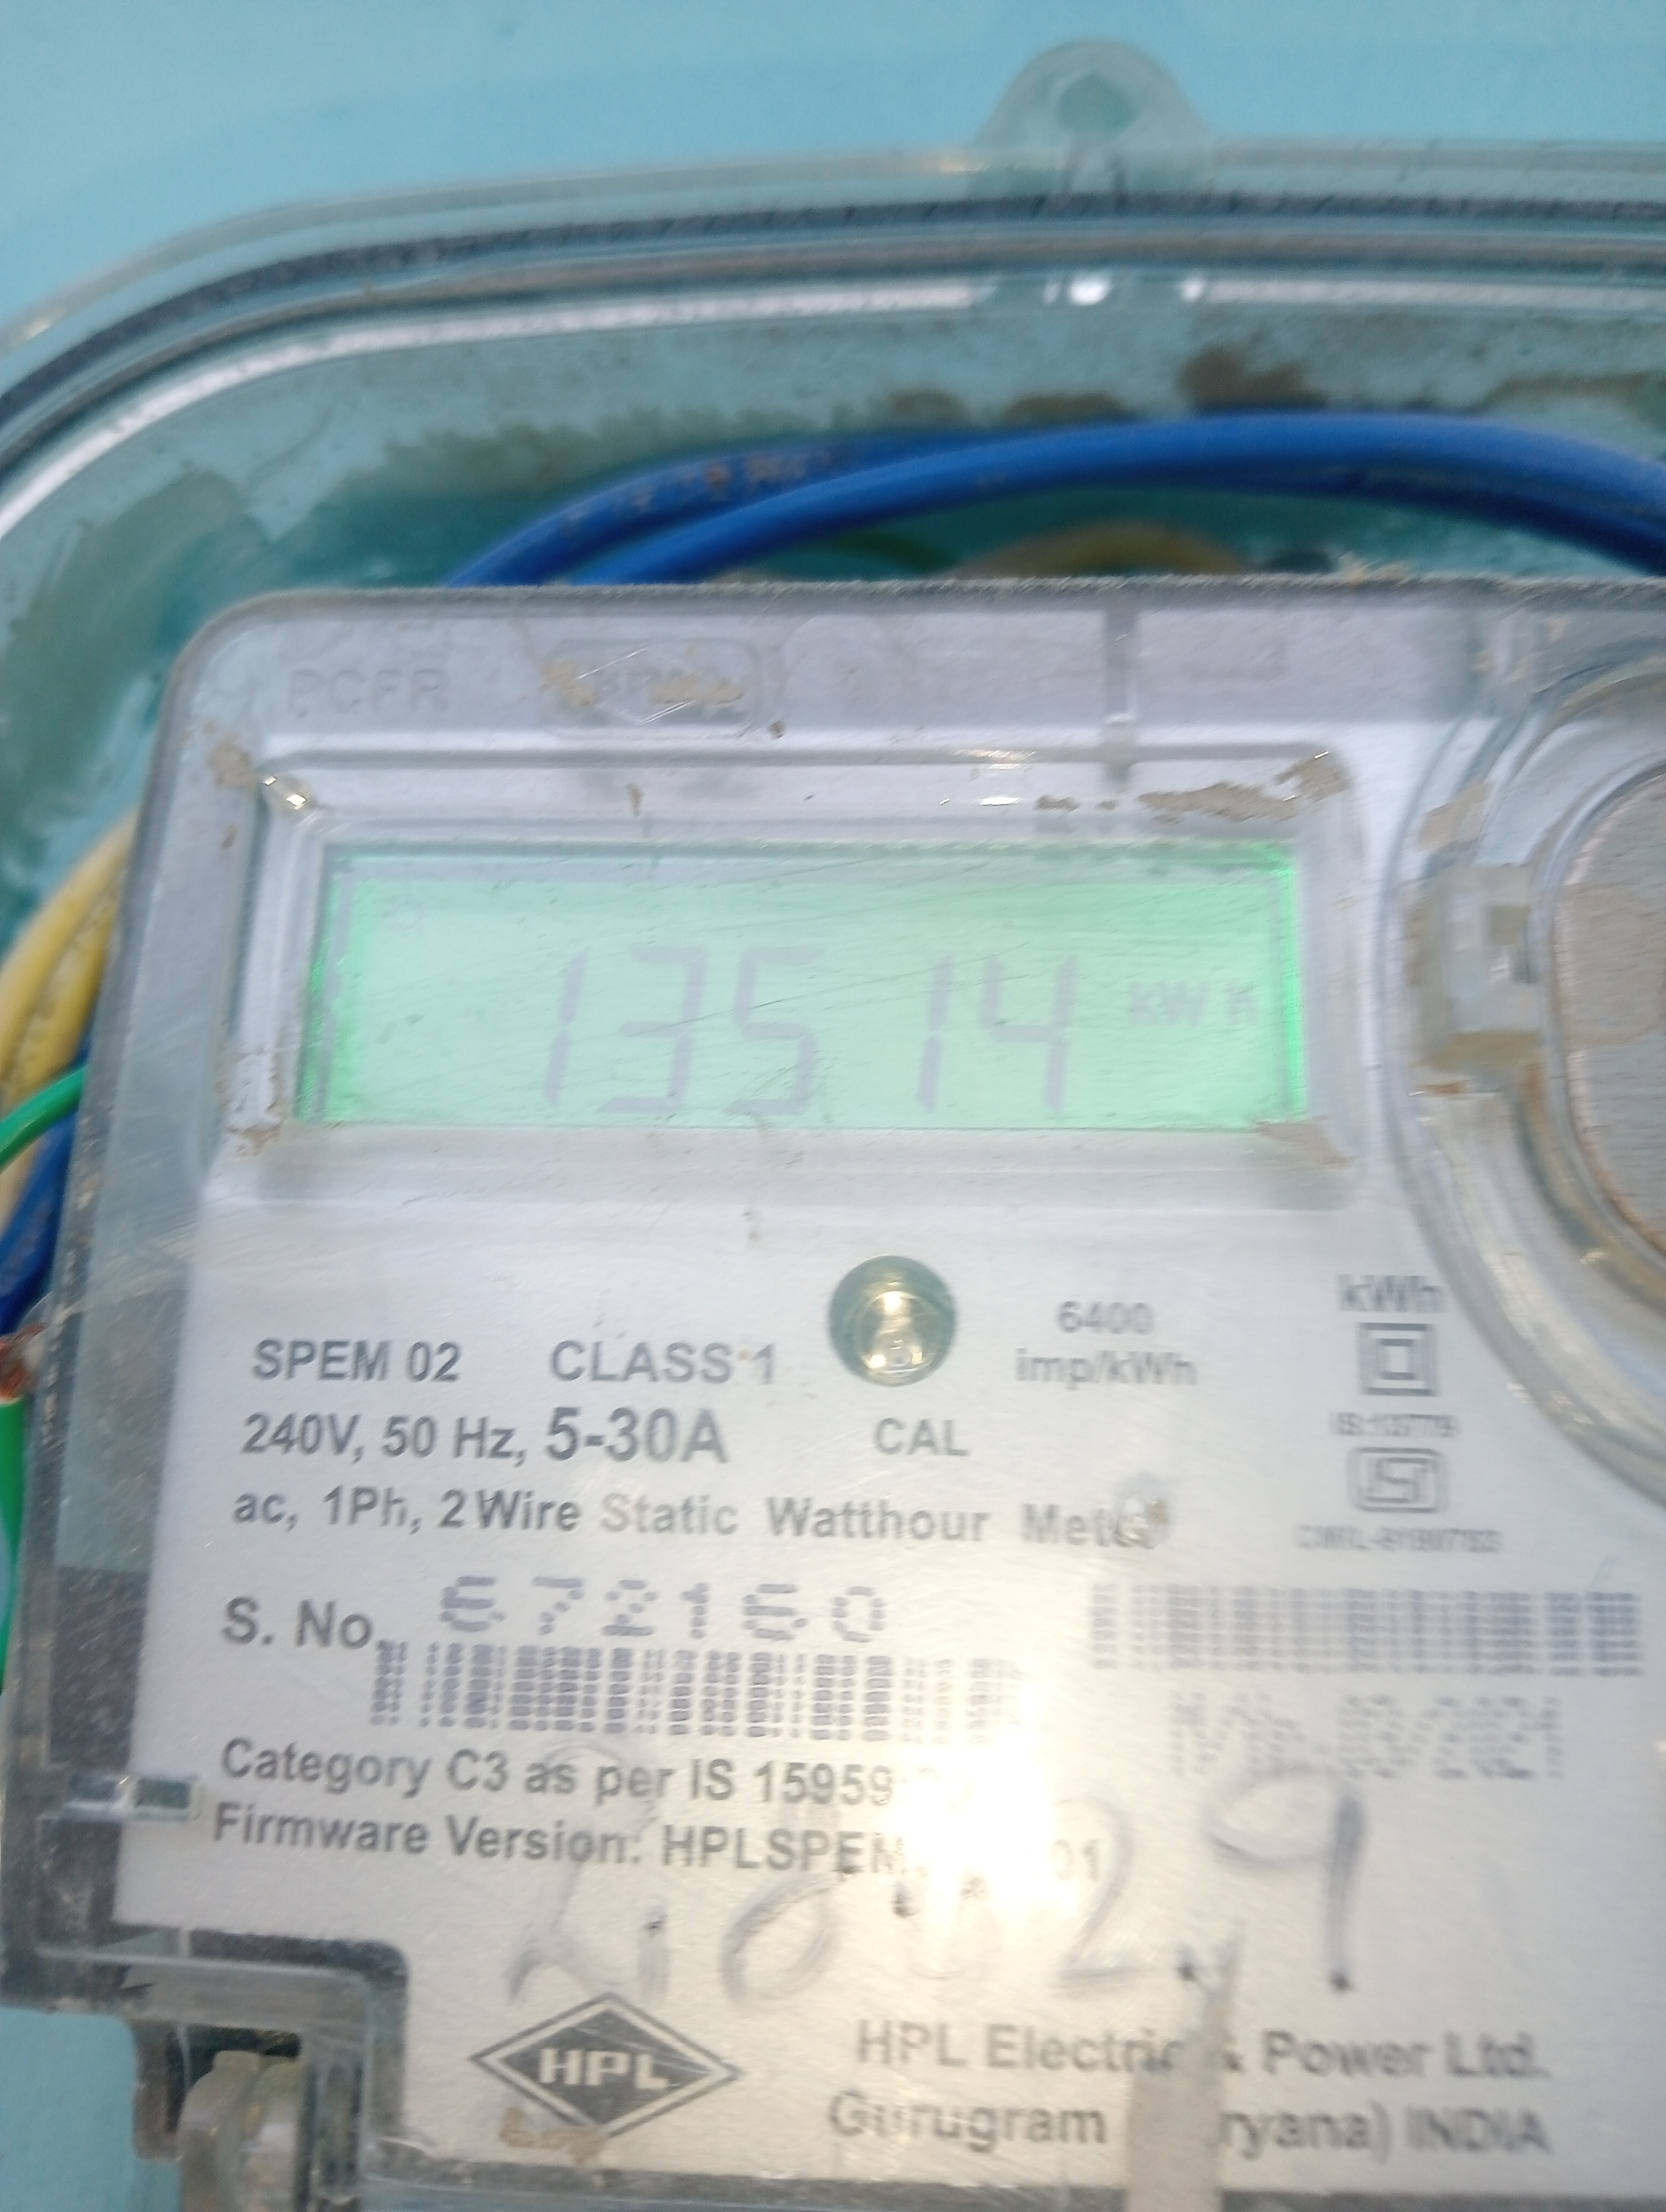 13514 kWh
6400
imp/kWh
kWh
SPEM 02 CLASS 1
240V, 50 Hz, 5-30A
CAL
ac, 1Ph, 2 Wire Static Watthour Meter
S. No. 672160
Category C3 as per IS 15959
Firmware Version: HPLSPEM
HPL
HPL Electric & Power Ltd.
Gurugram INDIA